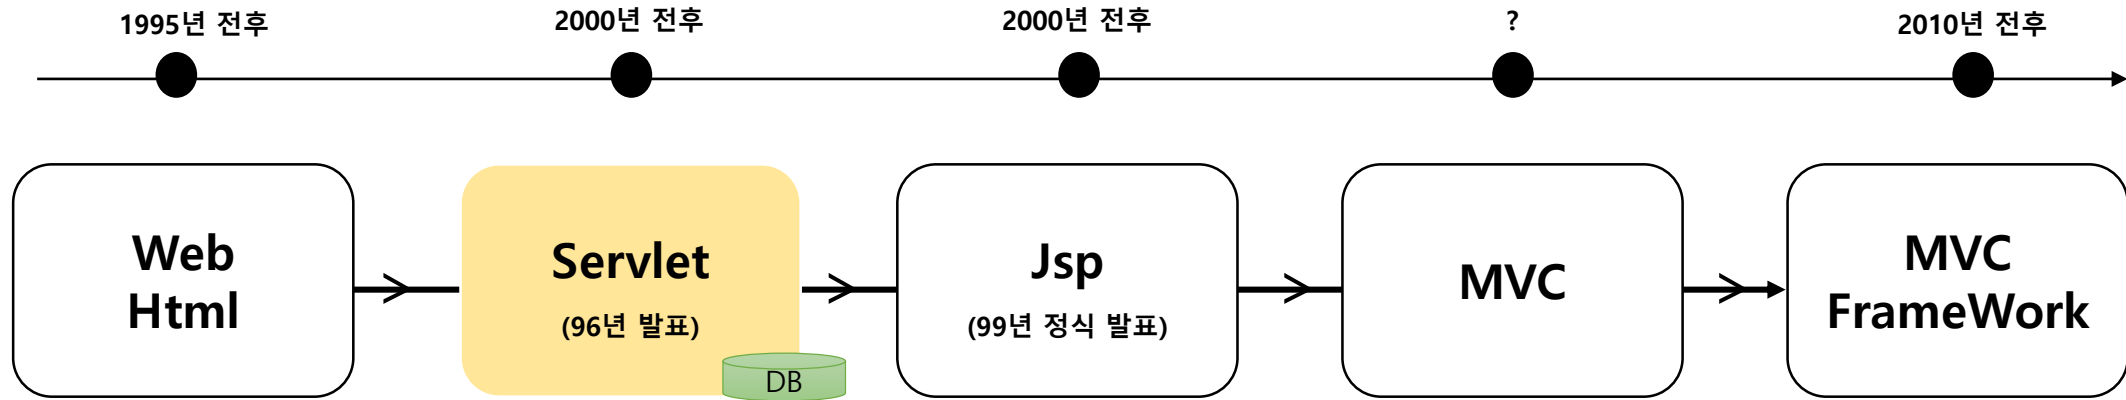 1995년 전후
2000년 전후
2000년 전후
?
2010년 전후
Web
Html
Servlet
(96년 발표)
DB
Jsp
(99년 정식 발표)
MVC
MVC
FrameWork